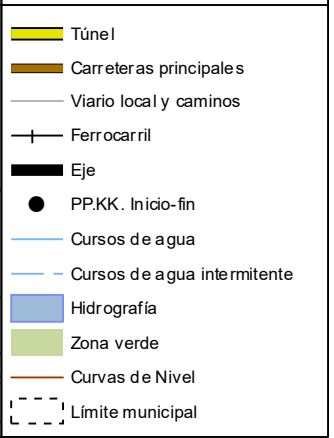 Túnel
Carreteras principales
Viario local y caminos
Ferrocarril
Eje
PP.KK. Inicio-fin
Cursos de agua
Cursos de agua intermitente
Hidrografía
Zona verde
Curvas de Nivel
Límite municipal